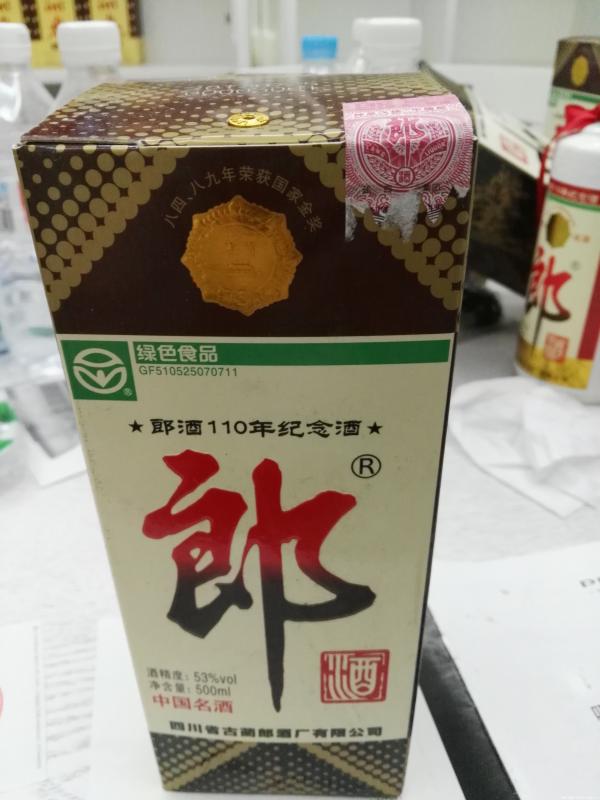 郎
八四、八九年荣获国家金奖
绿色食品
GF510525070711
®
★郎酒110年纪念酒★
®
郎
酒
酒精度: 53%vol
净含量: 500ml
中国名酒
四川省古蔺郎酒厂有限公司
郎